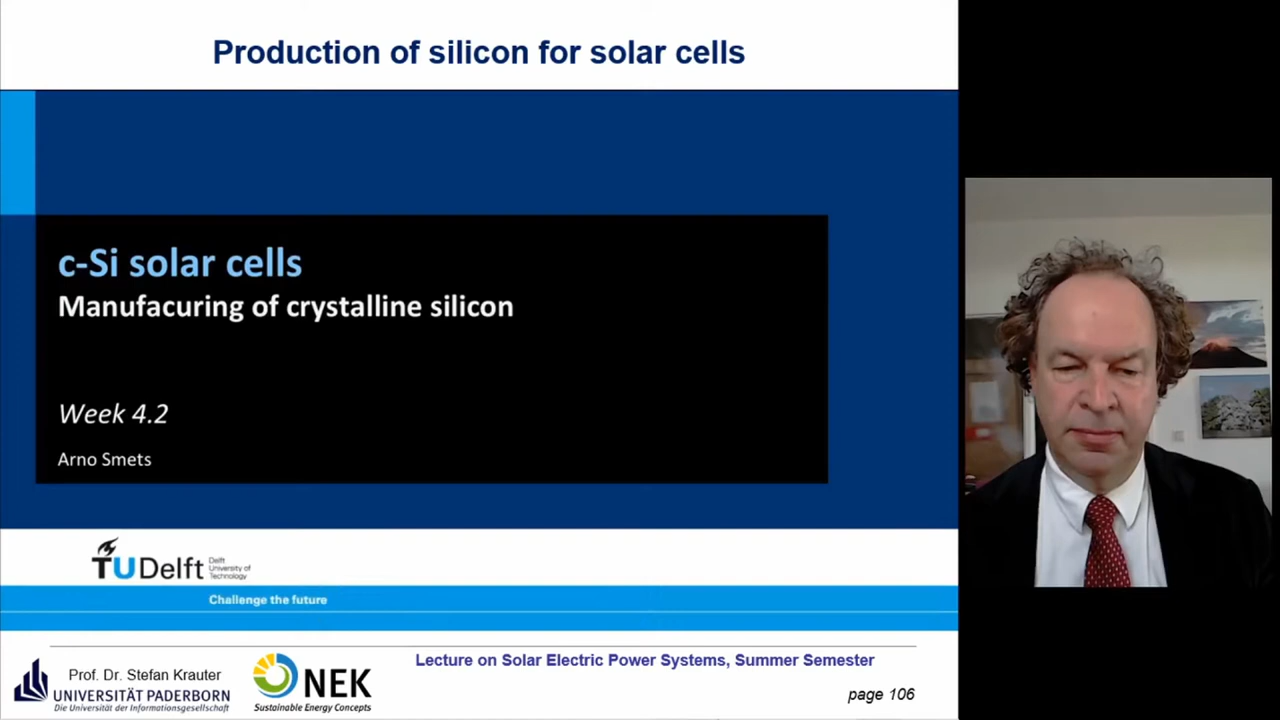 Production of silicon for solar cells
c-Si solar cells
Manufacuring of crystalline silicon
Week 4.2
Arno Smets
TUDelft
Delft
University of
Technology
Challenge the future
Prof. Dr. Stefan Krauter
UNIVERSITÄT PADERBORN
Die Universität der Informationsgesellschaft
NEK
Sustainable Energy Concepts
Lecture on Solar Electric Power Systems, Summer Semester
page 106